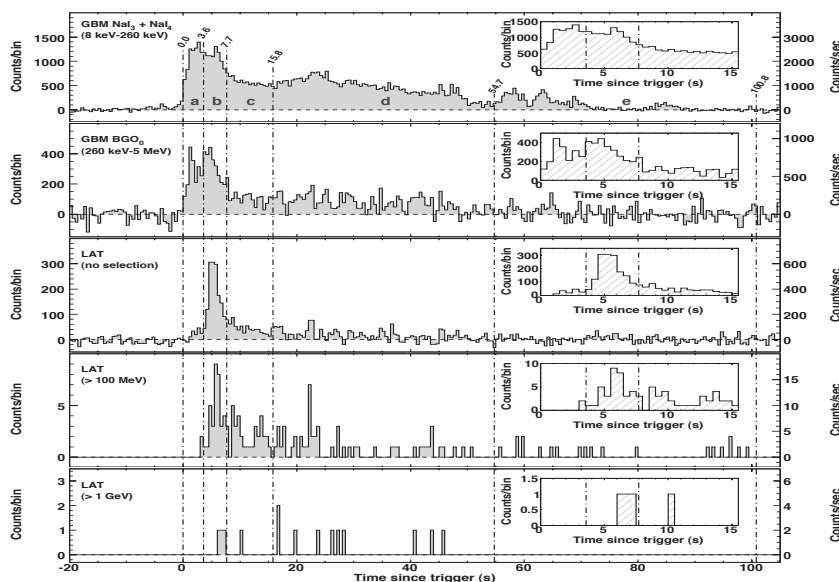 GBM NaI₃ + NaI₄
(8 keV-260 keV)
Counts/bin
1500
1000
500
0
0.0
3.6
7.7
15.8
54.7
100.8
a
b
c
d
e
3000
2000
1000
0
Counts/sec
Counts/bin
1500
1000
500
0
0
5
10
15
Time since trigger (s)
GBM BGO₀
(260 keV-5 MeV)
Counts/bin
400
200
0
1000
500
0
Counts/sec
Counts/bin
600
400
200
0
0
5
10
15
Time since trigger (s)
LAT
(no selection)
Counts/bin
300
200
100
0
600
400
200
0
Counts/sec
Counts/bin
300
200
100
0
0
5
10
15
Time since trigger (s)
LAT
(> 100 MeV)
Counts/bin
5
0
15
10
5
0
Counts/sec
Counts/bin
10
5
0
0
5
10
15
Time since trigger (s)
LAT
(> 1 GeV)
Counts/bin
3
2
1
0
6
4
2
0
Counts/sec
Counts/bin
1.5
1
0.5
0
0
5
10
15
Time since trigger (s)
-20
0
20
40
60
80
100
Time since trigger (s)